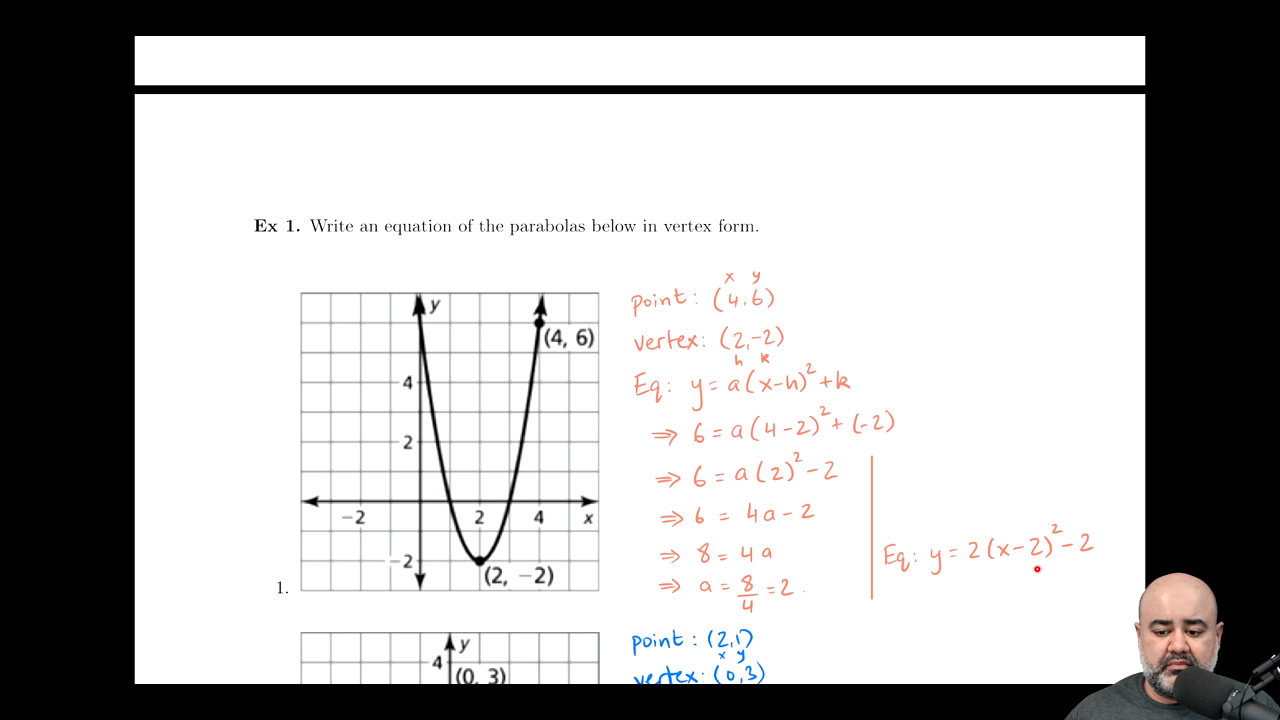 Ex 1. Write an equation of the parabolas below in vertex form.
y
(4, 6)
4
2
−2
2
4
x
−2
(2, −2)
1.
x y
point: (4,6)
vertex: (2,-2)
h k
Eq: y = a(x-h)² + k
⇒ 6 = a(4-2)² + (-2)
⇒ 6 = a(2)² - 2
⇒ 6 = 4a - 2
⇒ 8 = 4a
⇒ a = 8/4 = 2
Eq: y = 2(x-2)² - 2
y
4
(0, 3)
point: (2,1)
x y
vertex: (0,3)